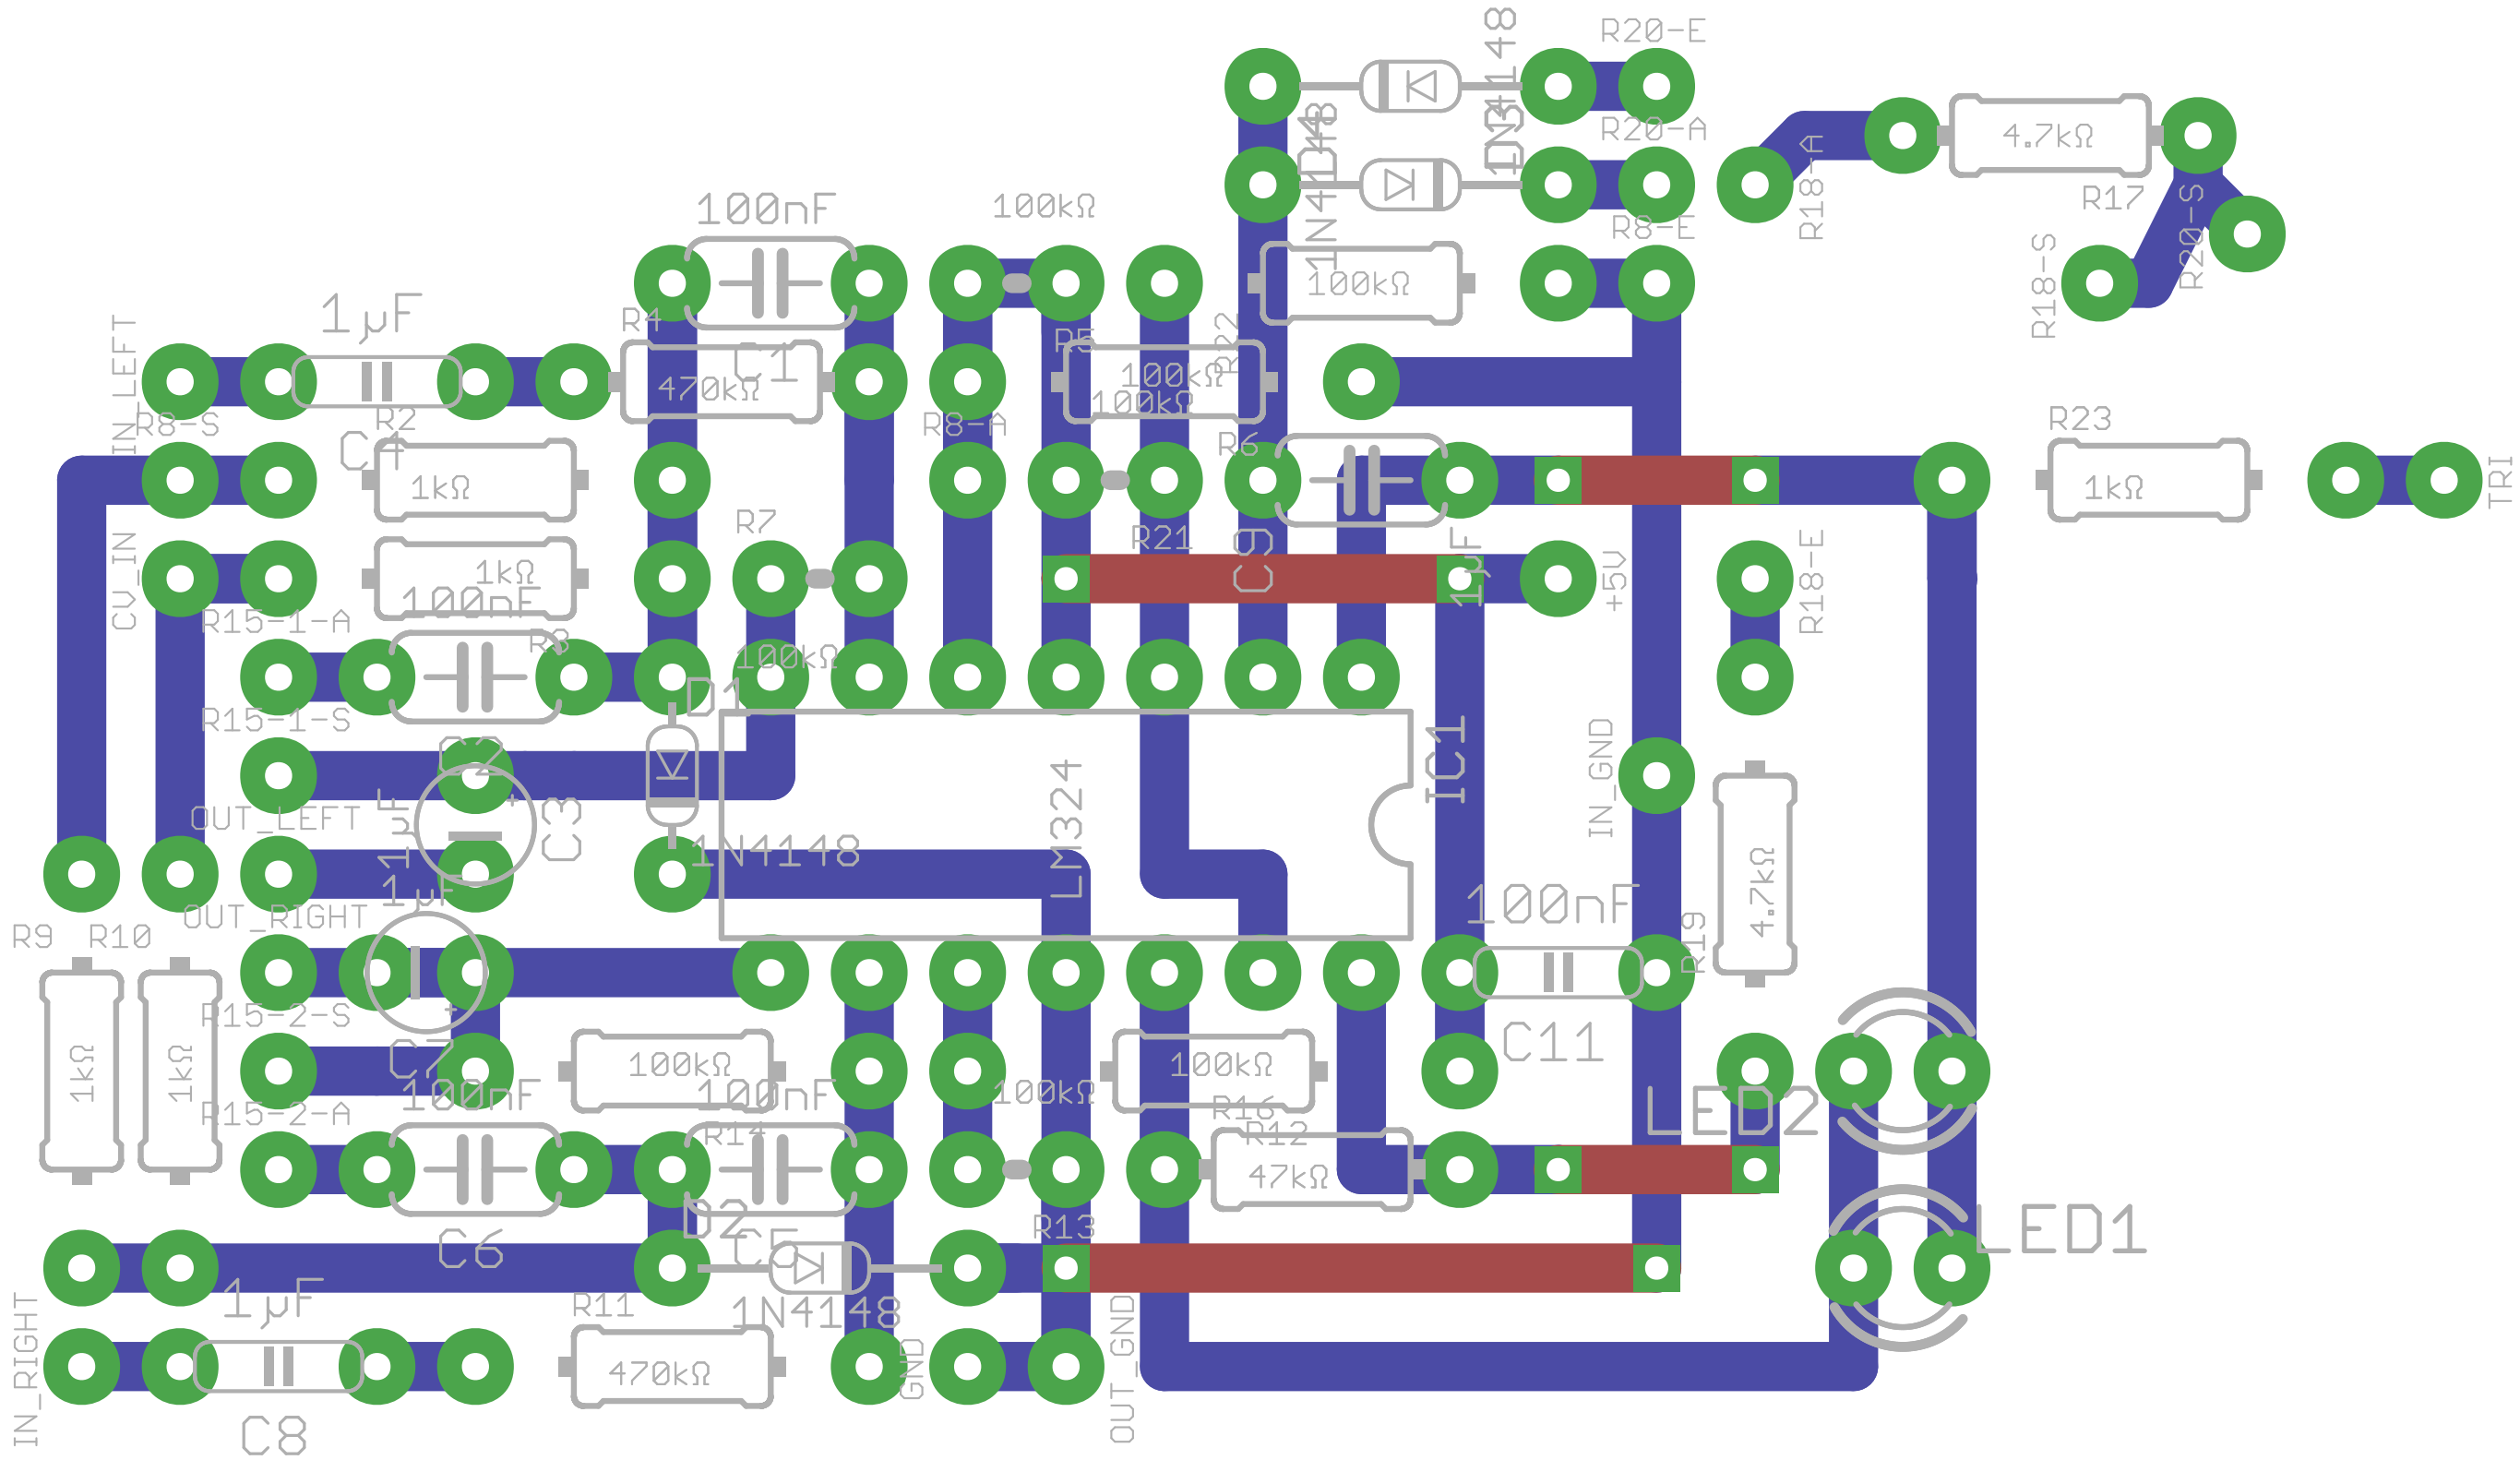 R20-E
1N4148
D3
R20-A
1N4148
D4
R18-A
4.7kΩ
R17
R20-S
R18-S
100nF
100kΩ
R8-E
100kΩ
R22
1µF
IN_LEFT
R4
C1
R5
470kΩ
100kΩ
100kΩ
R8-S
R2
C4
R8-A
R6
R23
1kΩ
1kΩ
TRI
R7
R21
C9
1µF
+5V
R18-E
CV_IN
1kΩ
100nF
R15-1-A
R3
100kΩ
D1
R15-1-S
C2
IC1
IN_GND
OUT_LEFT
1µF
C3
1N4148
LM324
4.7kΩ
R19
100nF
1µF
OUT_RIGHT
R9
R10
R15-2-S
C7
1kΩ
1kΩ
100kΩ
100kΩ
C11
LED2
100nF
100nF
100kΩ
R15-2-A
R14
R16
R12
47kΩ
D2
C6
C5
R13
LED1
1µF
R11
1N4148
IN_RIGHT
470kΩ
GND
OUT_GND
C8